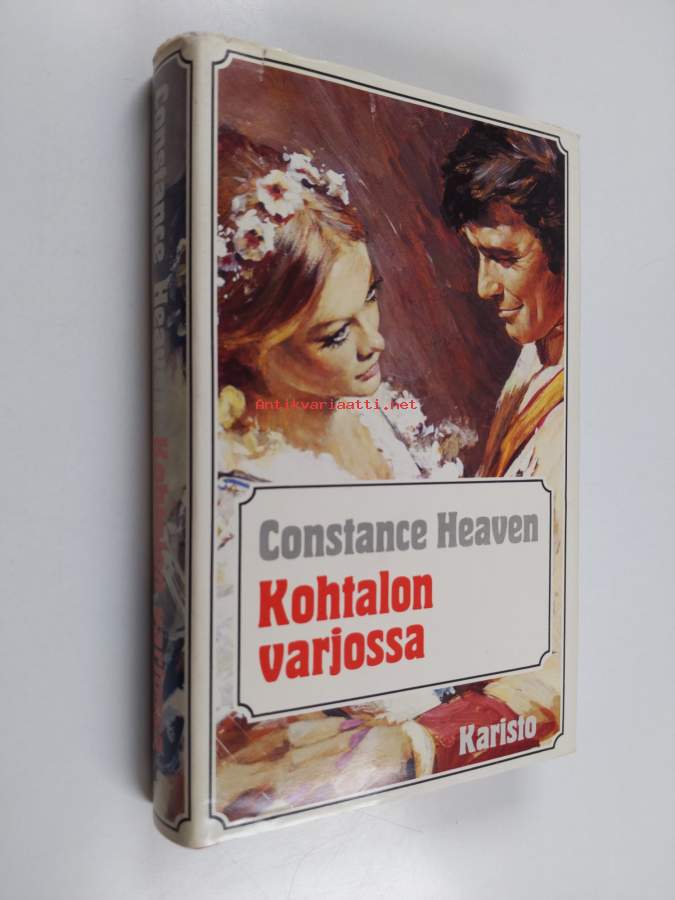 Constance Heaven
Kohtalon
varjossa
Karisto
Antikvariaatti.net
Constance Heaven